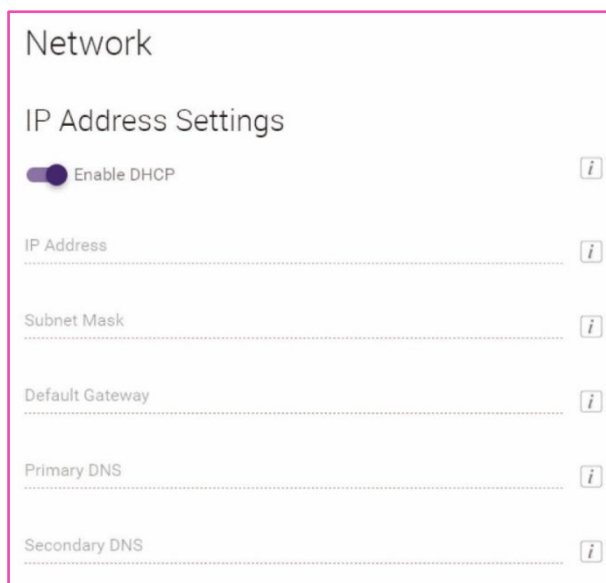 Network
IP Address Settings
Enable DHCP
i
IP Address
i
Subnet Mask
i
Default Gateway
i
Primary DNS
i
Secondary DNS
i